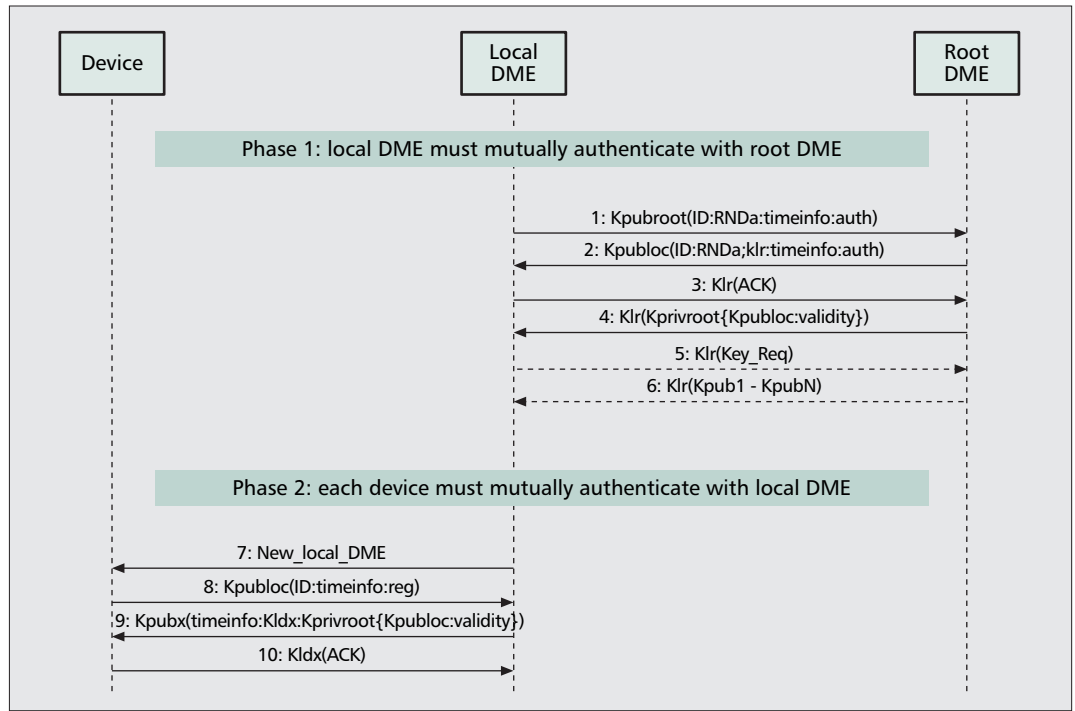 Device
Local
DME
Root
DME
Phase 1: local DME must mutually authenticate with root DME
1: Kpubroot(ID:RNDa:timeinfo:auth)
2: Kpubloc(ID:RNDa;klr:timeinfo:auth)
3: Klr(ACK)
4: Klr(Kprivroot{Kpubloc:validity})
5: Klr(Key_Req)
6: Klr(Kpub1 - KpubN)
Phase 2: each device must mutually authenticate with local DME
7: New_local_DME
8: Kpubloc(ID:timeinfo:reg)
9: Kpubx(timeinfo:Kldx:Kprivroot{Kpubloc:validity})
10: Kldx(ACK)